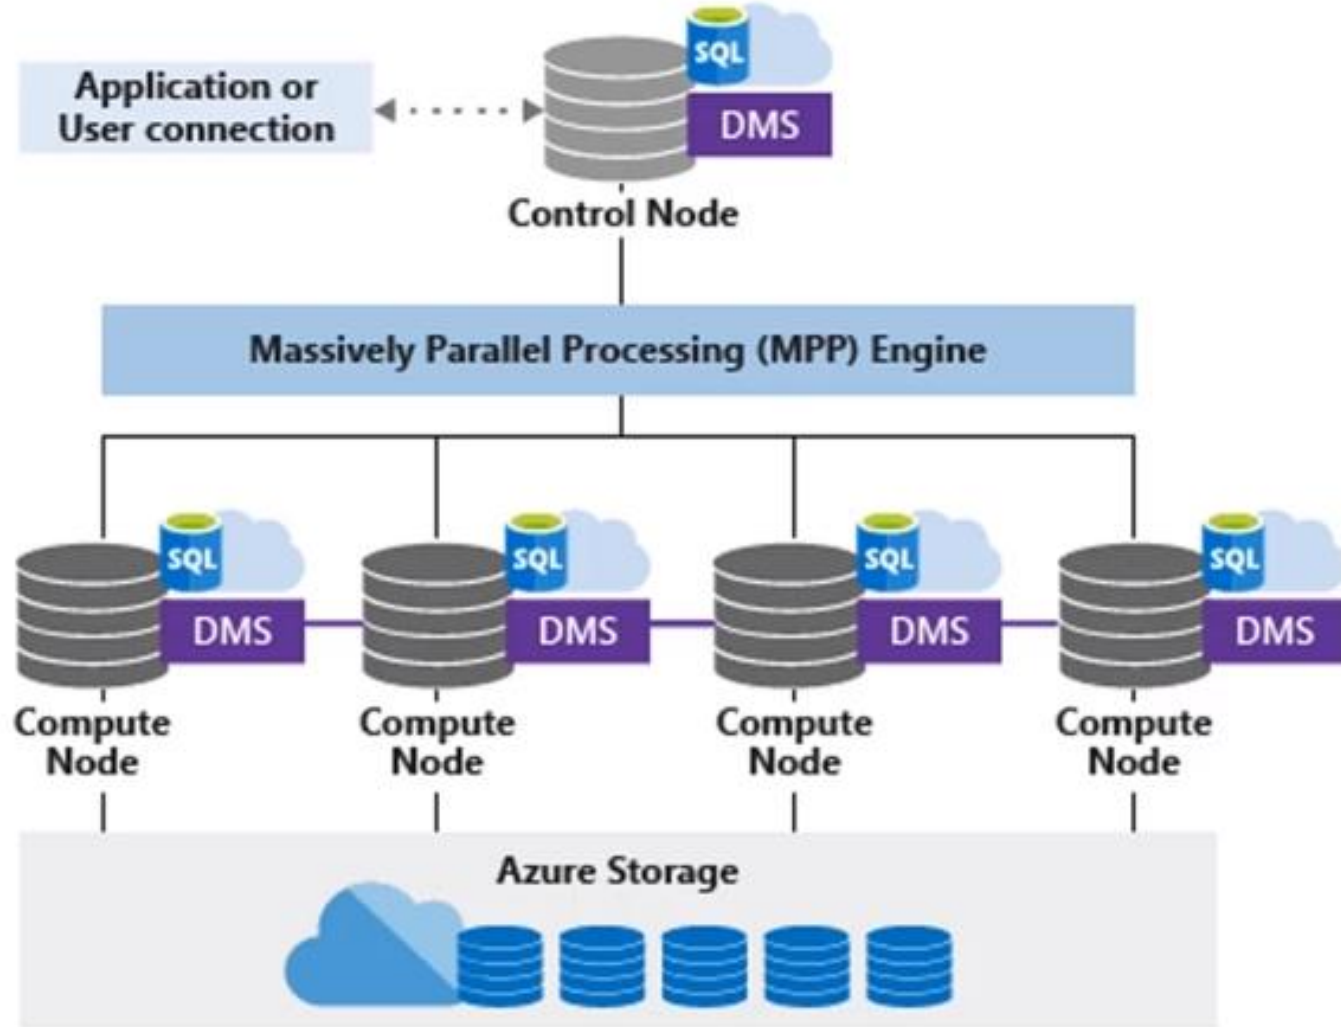 SQL
Application or
User connection
DMS
Control Node
Massively Parallel Processing (MPP) Engine
SQL
DMS
Compute
Node
SQL
DMS
Compute
Node
SQL
DMS
Compute
Node
SQL
DMS
Compute
Node
Azure Storage